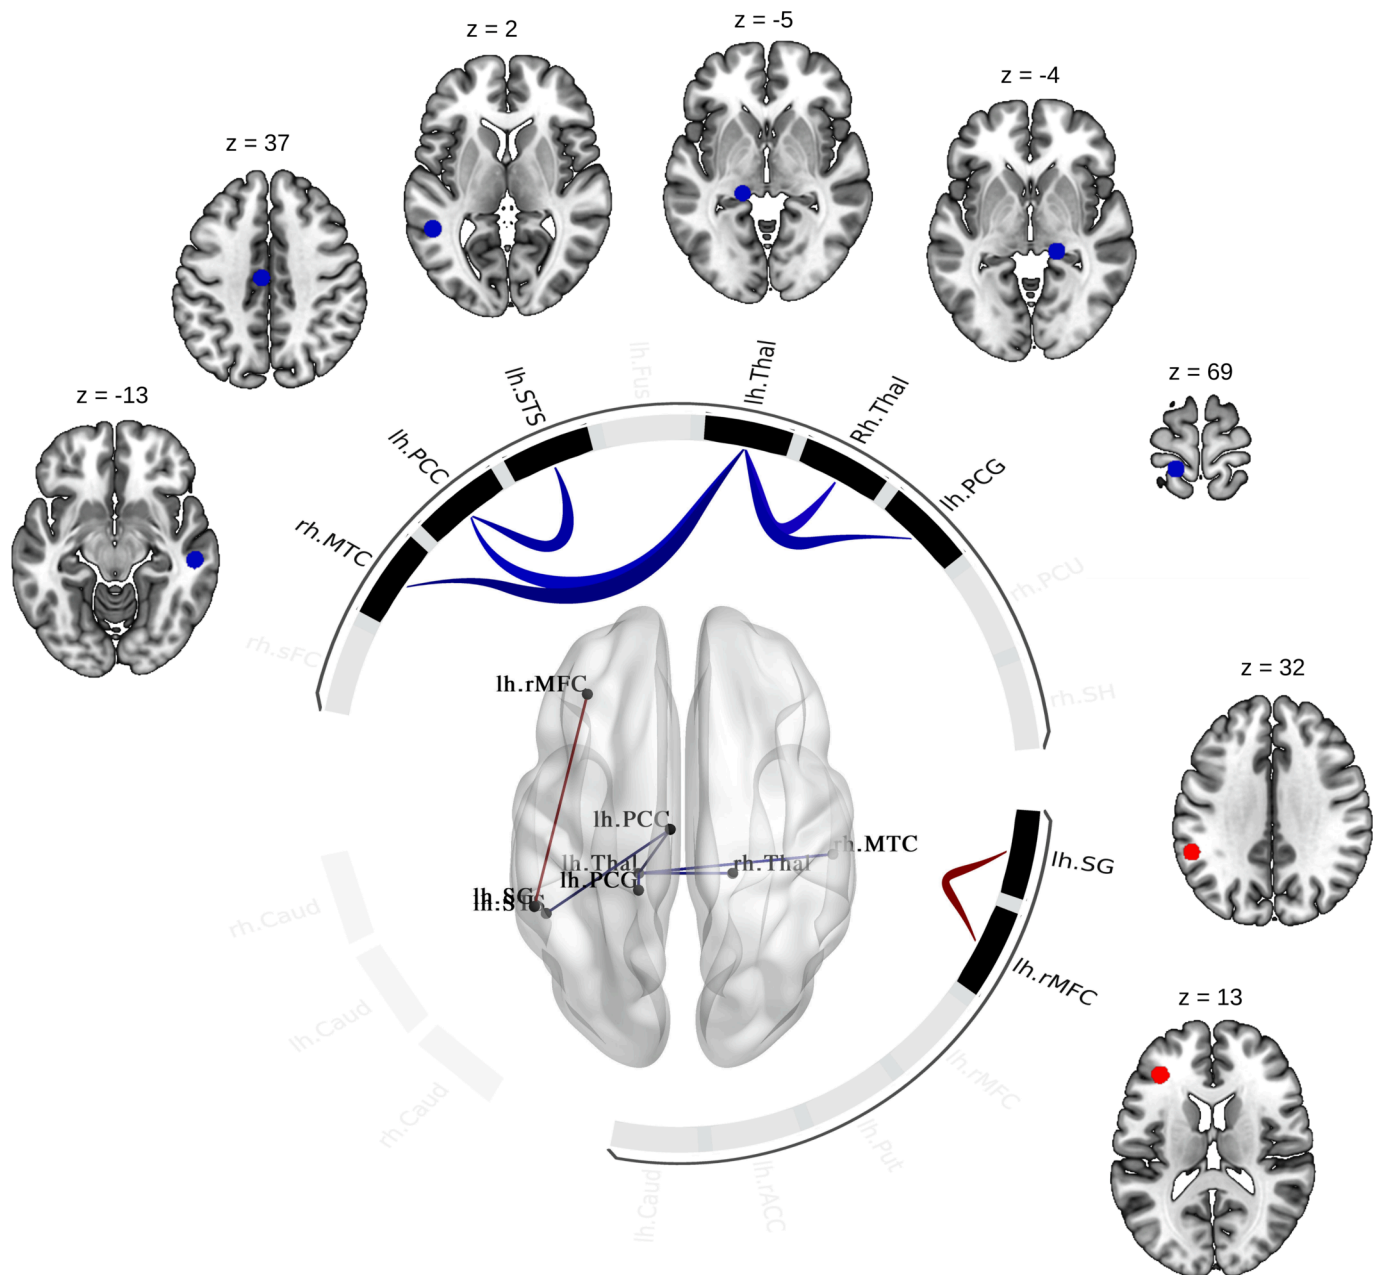 z = 2
z = -5
z = -4
z = 37
z = -13
z = 69
z = 32
z = 13
rh.sFC
rh.MTC
lh.PCC
lh.STS
lh.Fus
lh.Thal
Rh.Thal
lh.PCG
rh.PCU
rh.SH
lh.SG
lh.rMFC
lh.rMFC
lh.Put
lh.rACC
lh.Caud
rh.Caud
lh.Caud
rh.Caud
lh.rMFC
lh.PCC
rh.MTC
lh.Thal
rh.Thal
lh.PCG
lh.SG